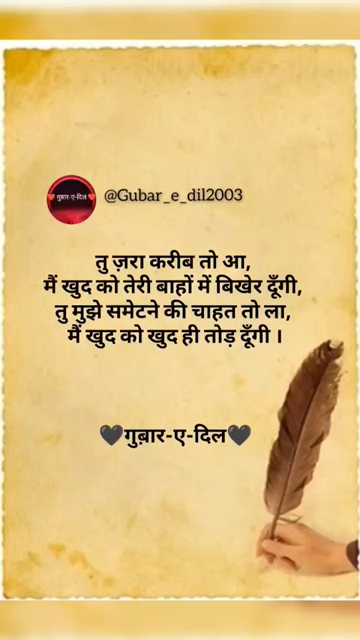 गुबार-ए-दिल
@Gubar_e_dil2003
तु ज़रा करीब तो आ,
मैं खुद को तेरी बाहों में बिखेर दूँगी,
तु मुझे समेटने की चाहत तो ला,
मैं खुद को खुद ही तोड़ दूँगी ।
🖤गुब़ार-ए-दिल🖤